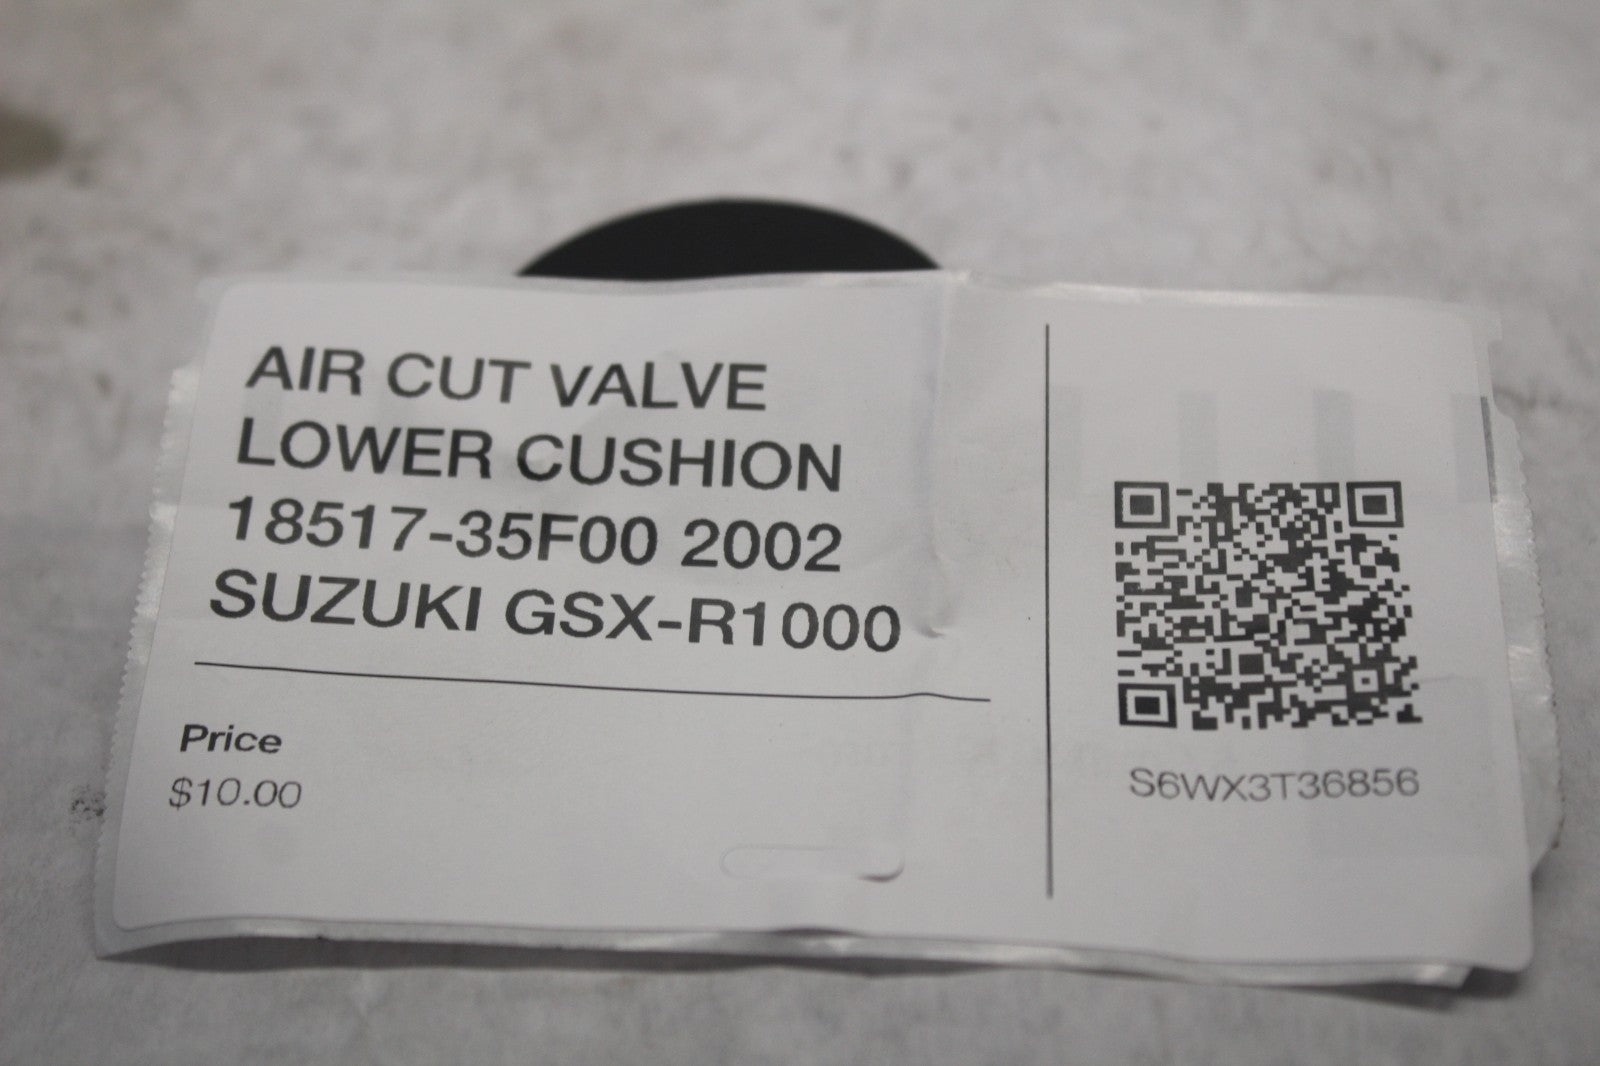 AIR CUT VALVE
LOWER CUSHION
18517-35F00 2002
SUZUKI GSX-R1000
Price
$10.00
S6WX3T36856